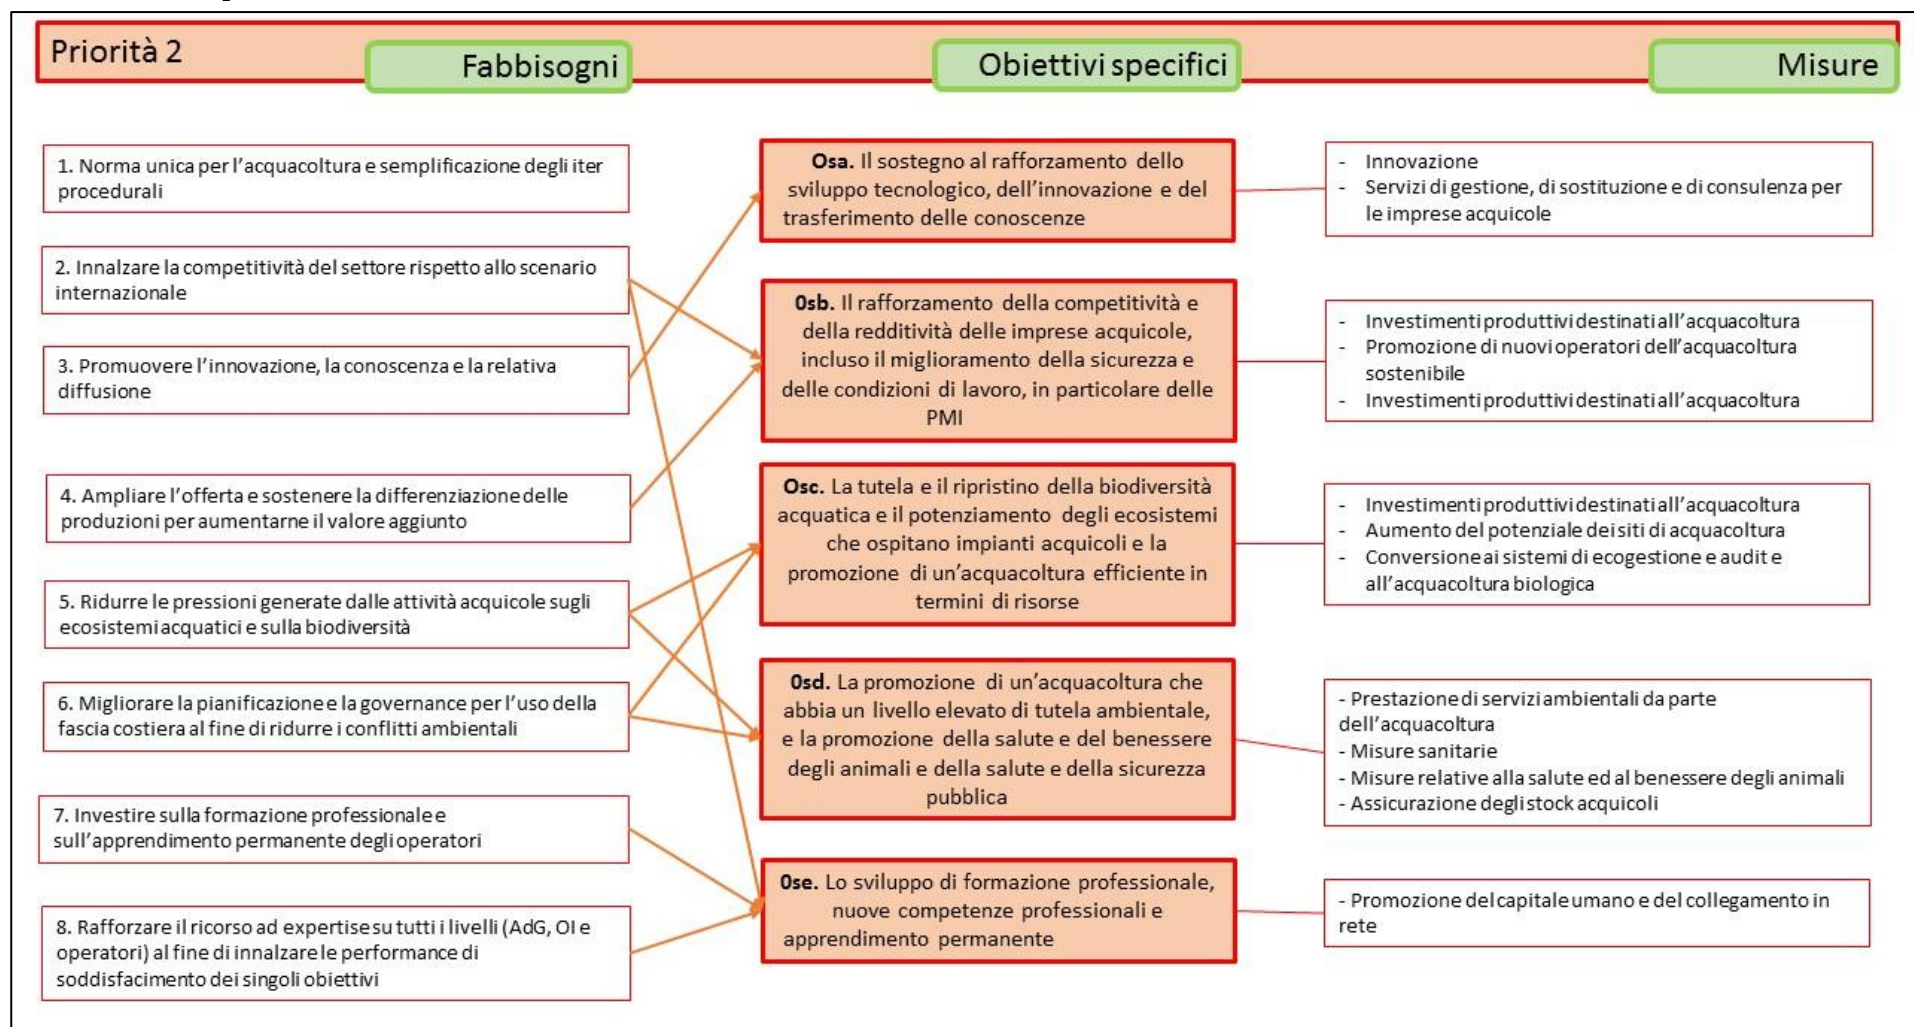 Priorità 2
Fabbisogni
Obiettivi specifici
Misure
1. Norma unica per l'acquacoltura e semplificazione degli iter
procedurali
2. Innalzare la competitività del settore rispetto allo scenario
internazionale
3. Promuovere l'innovazione, la conoscenza e la relativa
diffusione
4. Ampliare l'offerta e sostenere la differenziazione delle
produzioni per aumentarne il valore aggiunto
5. Ridurre le pressioni generate dalle attività acquicole sugli
ecosistemi acquatici e sulla biodiversità
6. Migliorare la pianificazione e la governance per l'uso della
fascia costiera al fine di ridurre i conflitti ambientali
7. Investire sulla formazione professionale e
sull'apprendimento permanente degli operatori
8. Rafforzare il ricorso ad expertise su tutti i livelli (AdG, OI e
operatori) al fine di innalzare le performance di
soddisfacimento dei singoli obiettivi
Osa. Il sostegno al rafforzamento dello
sviluppo tecnologico, dell'innovazione e del
trasferimento delle conoscenze
0sb. Il rafforzamento della competitività e
della redditività delle imprese acquicole,
incluso il miglioramento della sicurezza e
delle condizioni di lavoro, in particolare delle
PMI
Osc. La tutela e il ripristino della biodiversità
acquatica e il potenziamento degli ecosistemi
che ospitano impianti acquicoli e la
promozione di un'acquacoltura efficiente in
termini di risorse
0sd. La promozione di un'acquacoltura che
abbia un livello elevato di tutela ambientale,
e la promozione della salute e del benessere
degli animali e della salute e della sicurezza
pubblica
0se. Lo sviluppo di formazione professionale,
nuove competenze professionali e
apprendimento permanente
- Innovazione
- Servizi di gestione, di sostituzione e di consulenza per
le imprese acquicole
- Investimenti produttivi destinati all'acquacoltura
- Promozione di nuovi operatori dell'acquacoltura
sostenibile
- Investimenti produttivi destinati all'acquacoltura
- Investimenti produttivi destinati all'acquacoltura
- Aumento del potenziale dei siti di acquacoltura
- Conversione ai sistemi di ecogestione e audit e
all'acquacoltura biologica
- Prestazione di servizi ambientali da parte
dell'acquacoltura
- Misure sanitarie
- Misure relative alla salute ed al benessere degli animali
- Assicurazione degli stock acquicoli
- Promozione del capitale umano e del collegamento in
rete